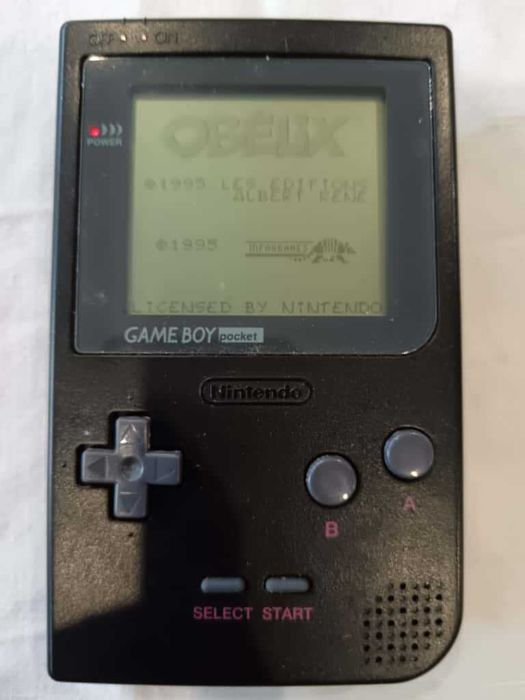 OFF ON
POWER
OBELIX
©1995 LES EDITIONS
ALBERT RENE
©1995 INFOGRAMES
LICENSED BY NINTENDO
GAME BOY pocket
Nintendo
A
B
SELECT START